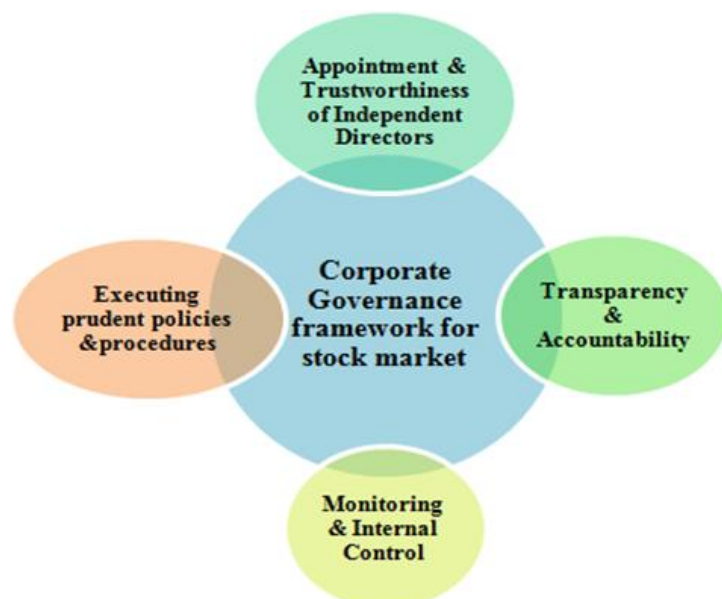 Appointment &
Trustworthiness
of Independent
Directors
Corporate
Governance
framework for
stock market
Executing
prudent policies
&procedures
Transparency
&
Accountability
Monitoring
& Internal
Control